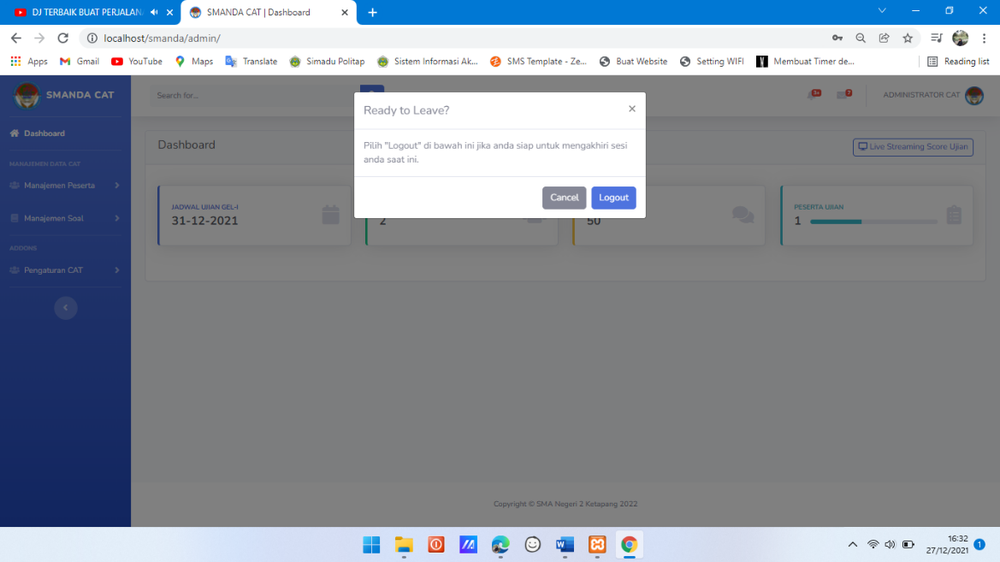 DJ TERBAIK BUAT PERJALAN
SMANDA CAT | Dashboard
localhost/smanda/admin/
Apps
Gmail
YouTube
Maps
Translate
Simadu Politap
Sistem Informasi Ak...
SMS Template - Ze...
Buat Website
Setting WIFI
Membuat Timer de...
Reading list
SMANDA CAT
Search for...
3+
7
ADMINISTRATOR CAT
Dashboard
MANAJEMEN DATA CAT
Manajemen Peserta
Manajemen Soal
ADDONS
Pengaturan CAT
Ready to Leave?
×
Pilih "Logout" di bawah ini jika anda siap untuk mengakhiri sesi
anda saat ini.
Cancel
Logout
Dashboard
Live Streaming Score Ujian
JADWAL UJIAN GEL-I
31-12-2021
2
50
PESERTA UJIAN
1
Copyright © SMA Negeri 2 Ketapang 2022
16:32
27/12/2021
1